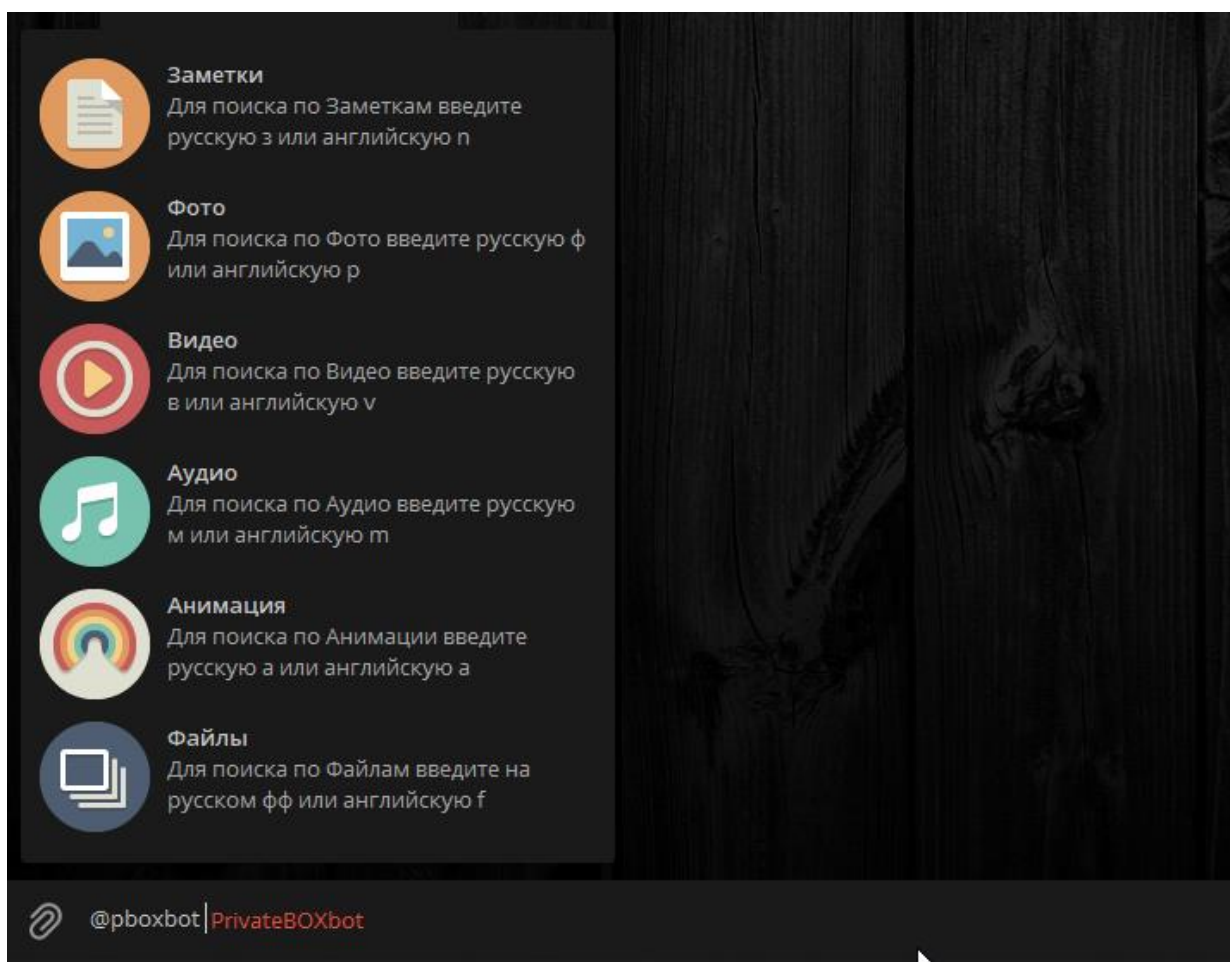 Заметки
Для поиска по Заметкам введите
русскую з или английскую n
Фото
Для поиска по Фото введите русскую ф
или английскую p
Видео
Для поиска по Видео введите русскую
в или английскую v
Аудио
Для поиска по Аудио введите русскую
м или английскую m
Анимация
Для поиска по Анимации введите
русскую а или английскую a
Файлы
Для поиска по Файлам введите на
русском фф или английскую f
@pboxbot PrivateBOXbot